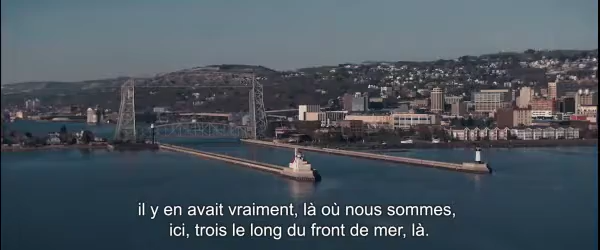 il y en avait vraiment, là où nous sommes,
ici, trois le long du front de mer, là.